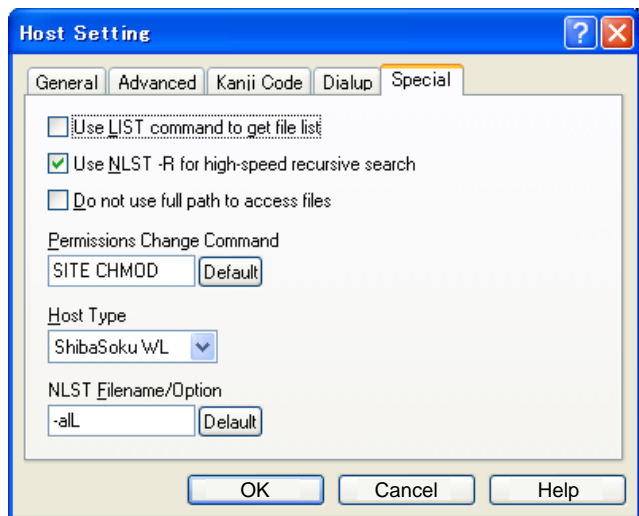 Host Setting
General Advanced Kanji Code Dialup Special
Use LIST command to get file list
Use NLST -R for high-speed recursive search
Do not use full path to access files
Permissions Change Command
SITE CHMOD Default
Host Type
ShibaSoku WL
NLST Filename/Option
-alL Delault
OK Cancel Help